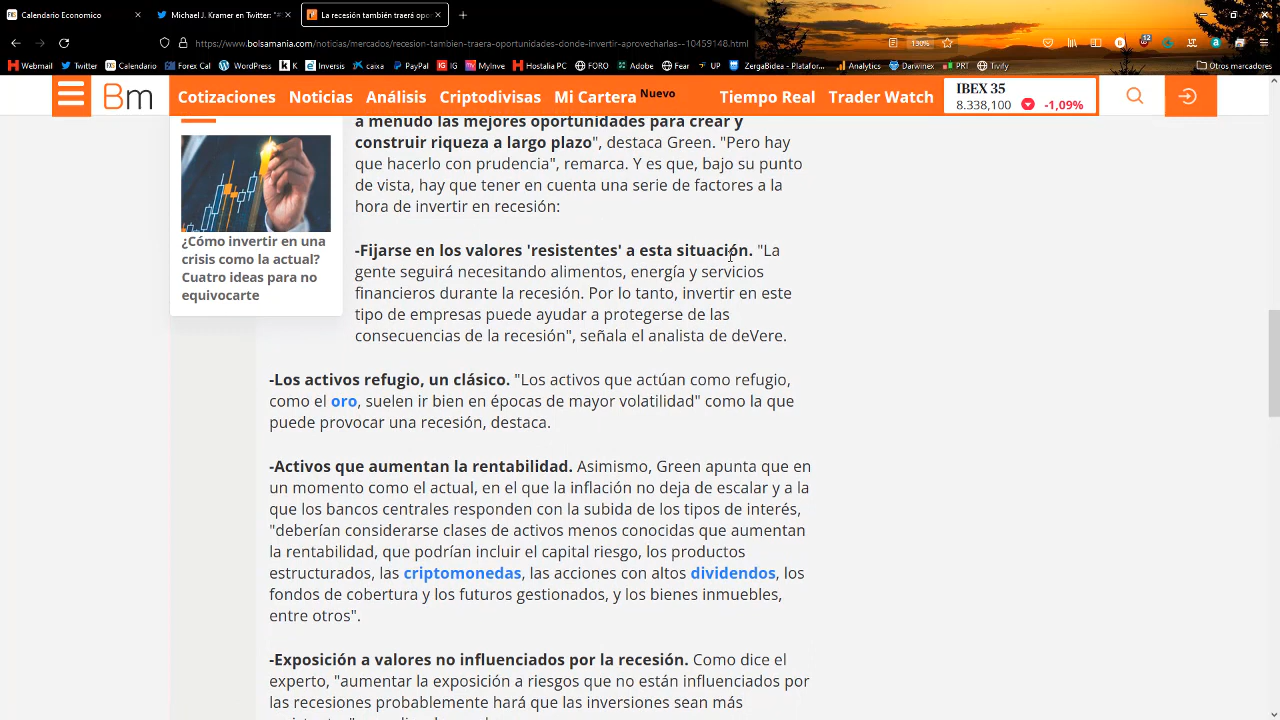 Calendario Economico
Michael J. Kramer en Twitter: "#
La recesión también traerá opor
https://www.bolsamania.com/noticias/mercados/recesion-tambien-traera-oportunidades-donde-invertir-aprovecharlas--10459148.html
130%
12
Webmail Twitter Calendario Forex Cal WordPress K Inversis caixa PayPal IG MyInve Hostalia PC FORO Adobe Fear UP ZergaBidea - Platafor... Analytics Darwinex PRT Tivify Otros marcadores
Bm Cotizaciones Noticias Análisis Criptodivisas Mi Cartera Nuevo Tiempo Real Trader Watch
IBEX 35
8.338,100 -1,09%
¿Cómo invertir en una
crisis como la actual?
Cuatro ideas para no
equivocarte
a menudo las mejores oportunidades para crear y
construir riqueza a largo plazo", destaca Green. "Pero hay
que hacerlo con prudencia", remarca. Y es que, bajo su punto
de vista, hay que tener en cuenta una serie de factores a la
hora de invertir en recesión:
-Fijarse en los valores 'resistentes' a esta situación. "La
gente seguirá necesitando alimentos, energía y servicios
financieros durante la recesión. Por lo tanto, invertir en este
tipo de empresas puede ayudar a protegerse de las
consecuencias de la recesión", señala el analista de deVere.
-Los activos refugio, un clásico. "Los activos que actúan como refugio,
como el oro, suelen ir bien en épocas de mayor volatilidad" como la que
puede provocar una recesión, destaca.
-Activos que aumentan la rentabilidad. Asimismo, Green apunta que en
un momento como el actual, en el que la inflación no deja de escalar y a la
que los bancos centrales responden con la subida de los tipos de interés,
"deberían considerarse clases de activos menos conocidas que aumentan
la rentabilidad, que podrían incluir el capital riesgo, los productos
estructurados, las criptomonedas, las acciones con altos dividendos, los
fondos de cobertura y los futuros gestionados, y los bienes inmuebles,
entre otros".
-Exposición a valores no influenciados por la recesión. Como dice el
experto, "aumentar la exposición a riesgos que no están influenciados por
las recesiones probablemente hará que las inversiones sean más